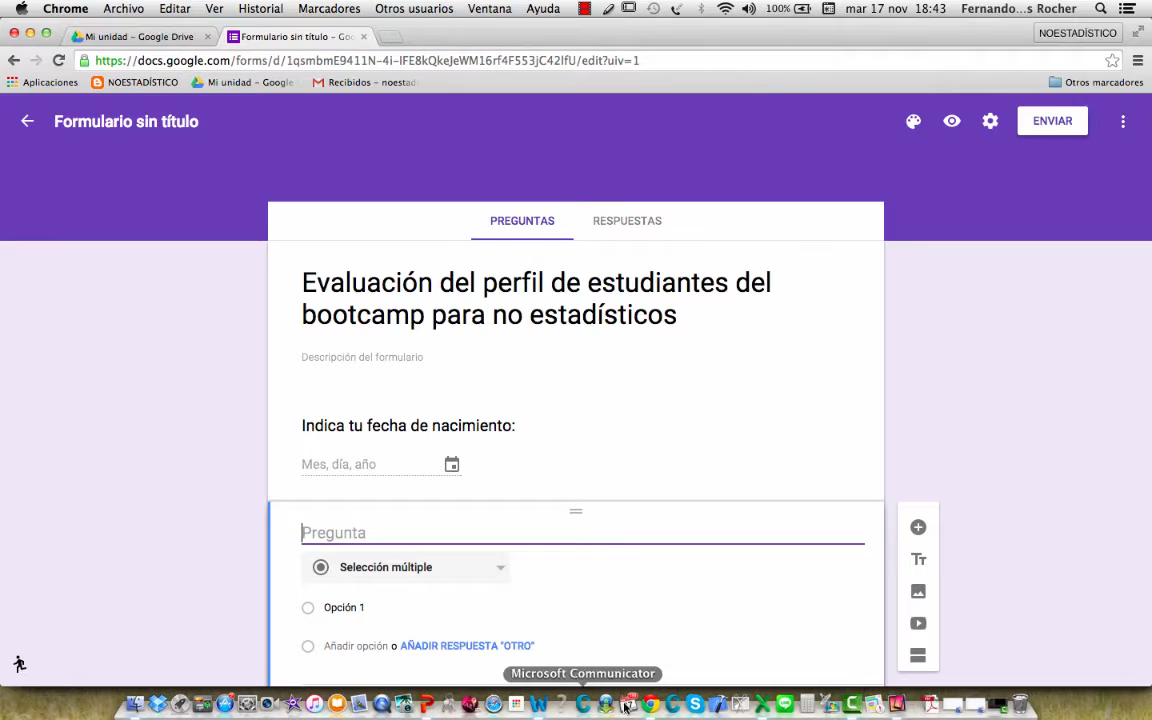 Chrome Archivo Editar Ver Historial Marcadores Otros usuarios Ventana Ayuda 100% mar 17 nov 18:43 Fernando...s Rocher
Mi unidad – Google Drive × Formulario sin título – Goo × NOESTADÍSTICO
https://docs.google.com/forms/d/1qsmbmE9411N-4i-IFE8kQkeJeWM16rf4F553jC42lfU/edit?uiv=1
Aplicaciones NOESTADÍSTICO Mi unidad – Google Recibidos – noestad Otros marcadores
Formulario sin título ENVIAR
PREGUNTAS RESPUESTAS
Evaluación del perfil de estudiantes del
bootcamp para no estadísticos
Descripción del formulario
Indica tu fecha de nacimiento:
Mes, día, año
Pregunta
Selección múltiple
Opción 1
Añadir opción o AÑADIR RESPUESTA "OTRO"
Microsoft Communicator